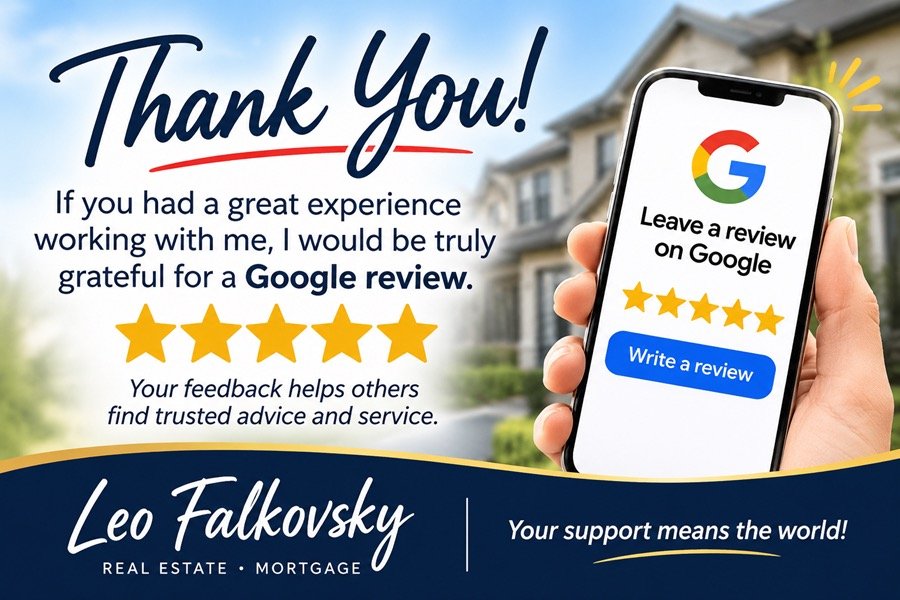 Thank You!
If you had a great experience
working with me, I would be truly
grateful for a Google review.
Your feedback helps others
find trusted advice and service.
G
Leave a review
on Google
Write a review
Leo Falkovsky
REAL ESTATE • MORTGAGE
Your support means the world!